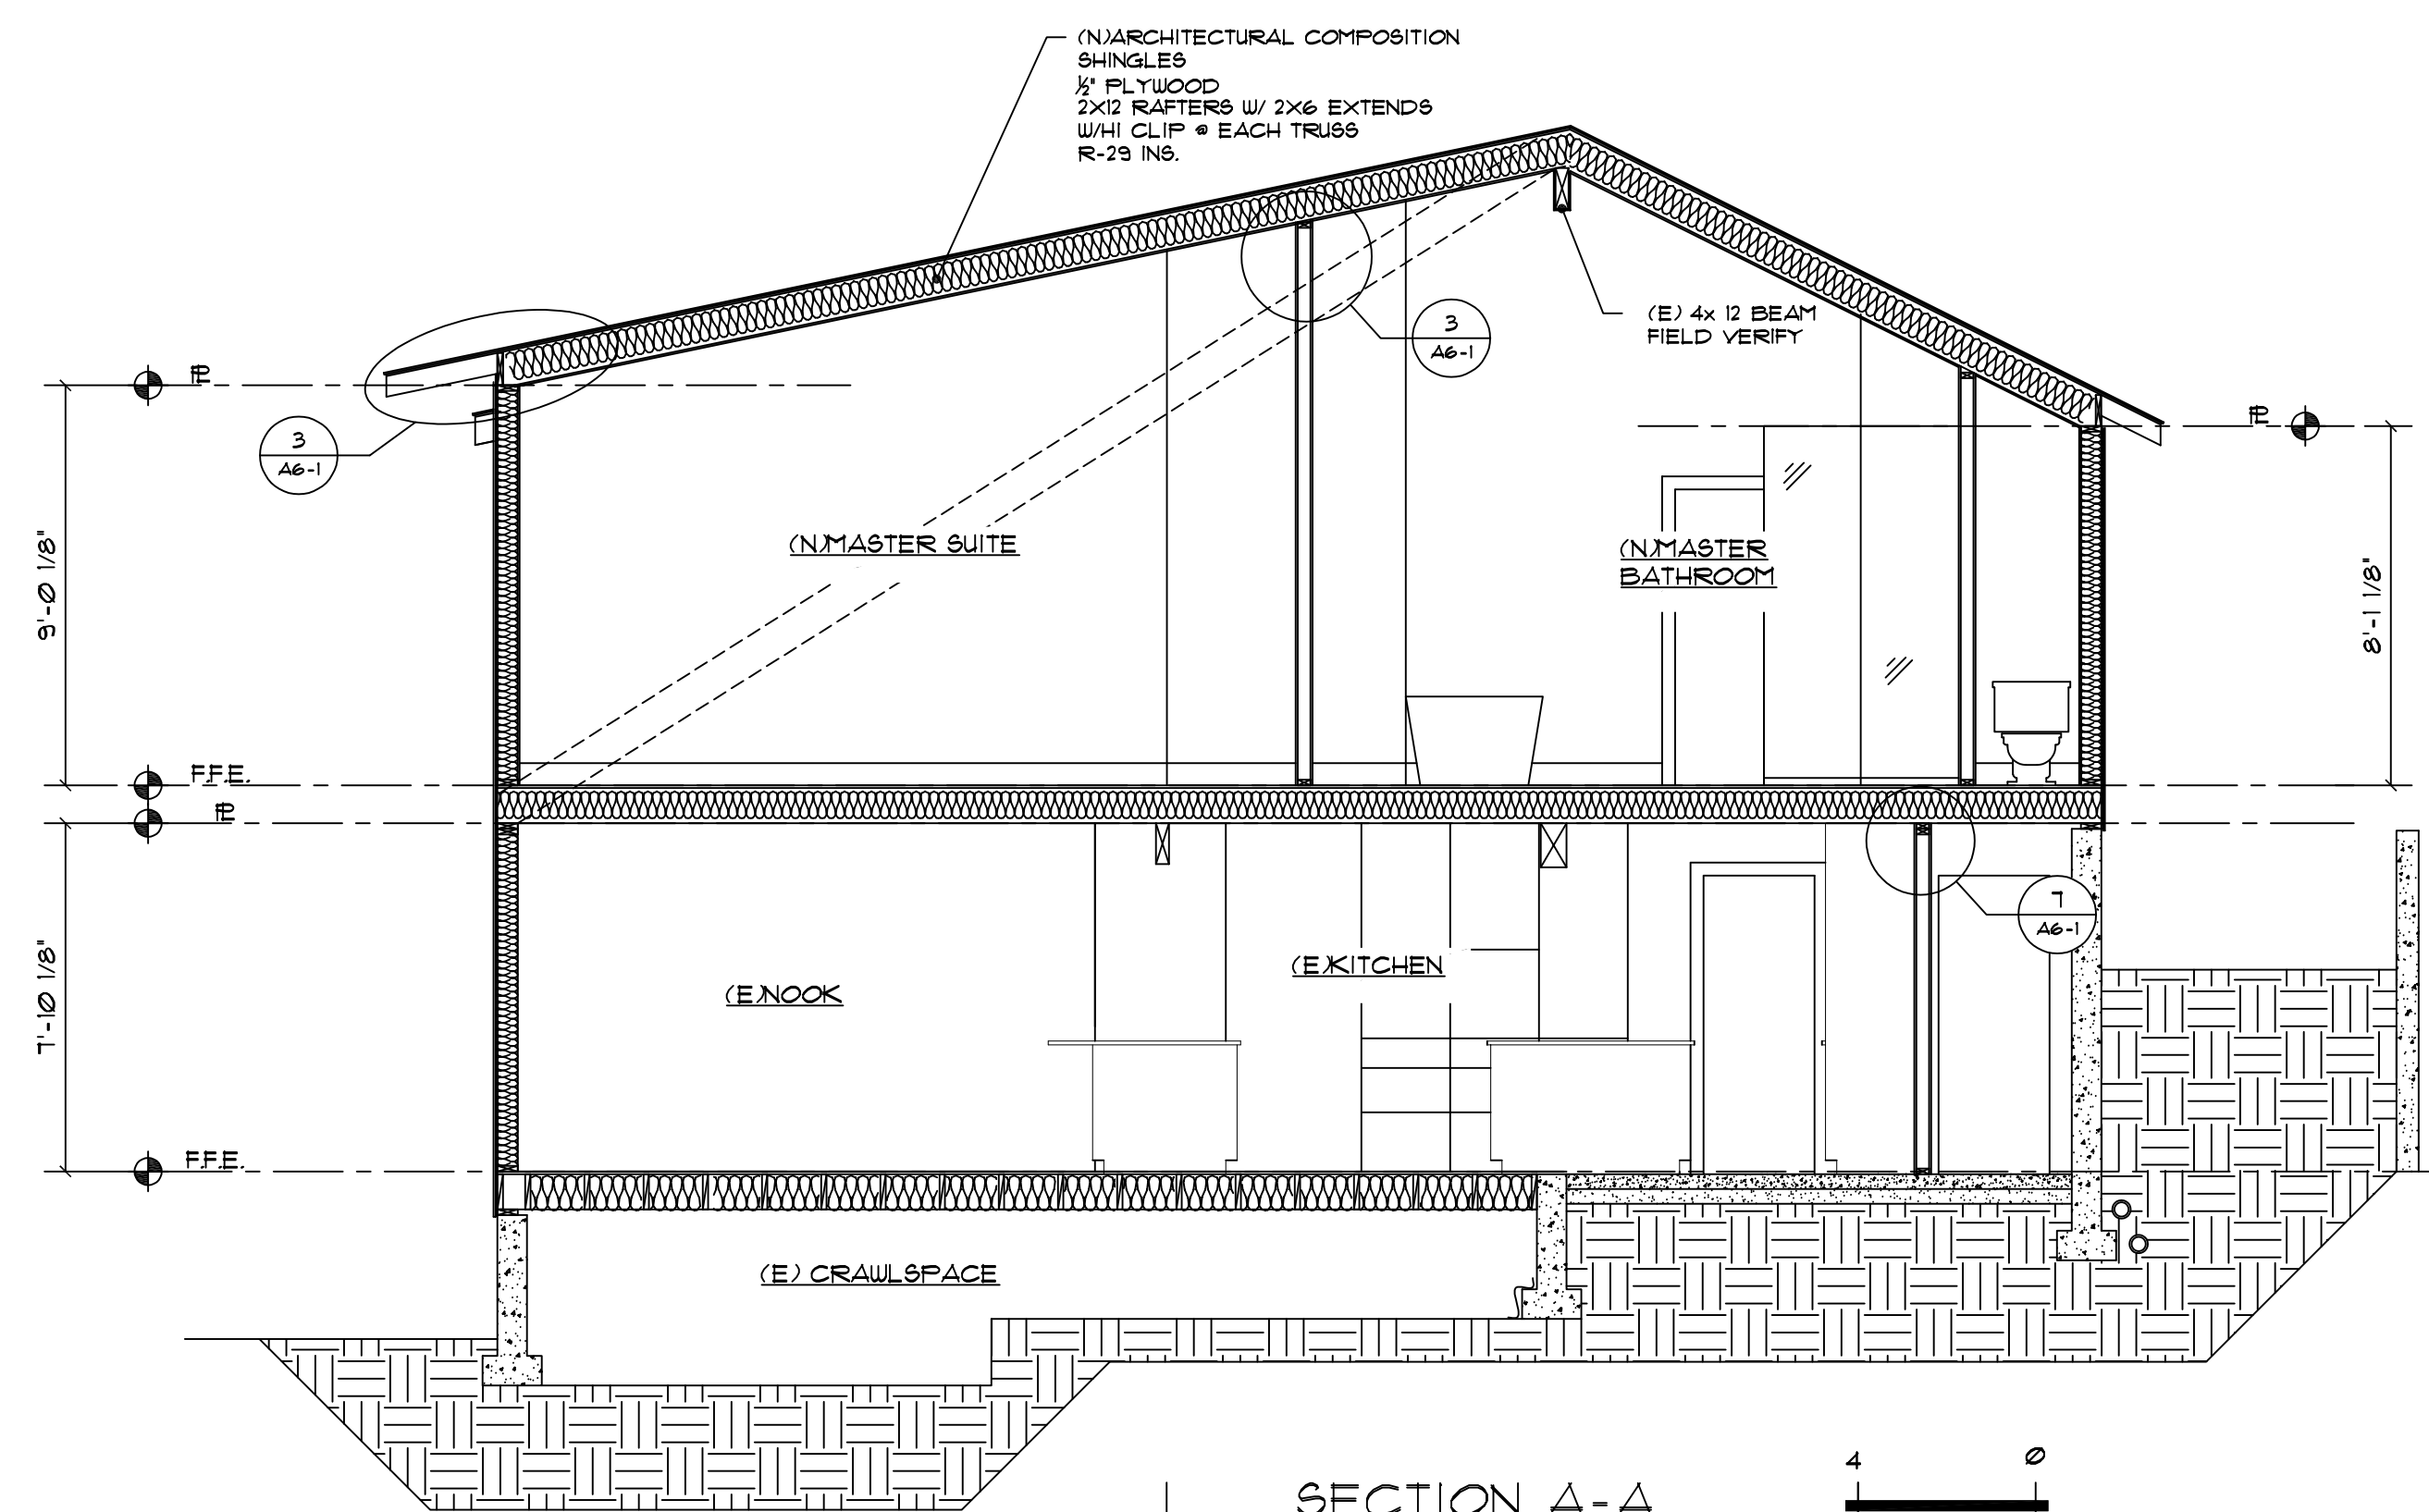 (N)ARCHITECTURAL COMPOSITION
SHINGLES
½" PLYWOOD
2X12 RAFTERS W/ 2X6 EXTENDS
W/H1 CLIP @ EACH TRUSS
R-29 INS.
(E) 4x 12 BEAM
FIELD VERIFY
3
A6-1
3
A6-1
PL
PL
9'-0 1/8"
8'-1 1/8"
(N)MASTER SUITE
(N)MASTER
BATHROOM
F.F.E.
PL
7
A6-1
7'-10 1/8"
(E)NOOK
(E)KITCHEN
F.F.E.
(E) CRAWLSPACE
SECTION A-A
4
0